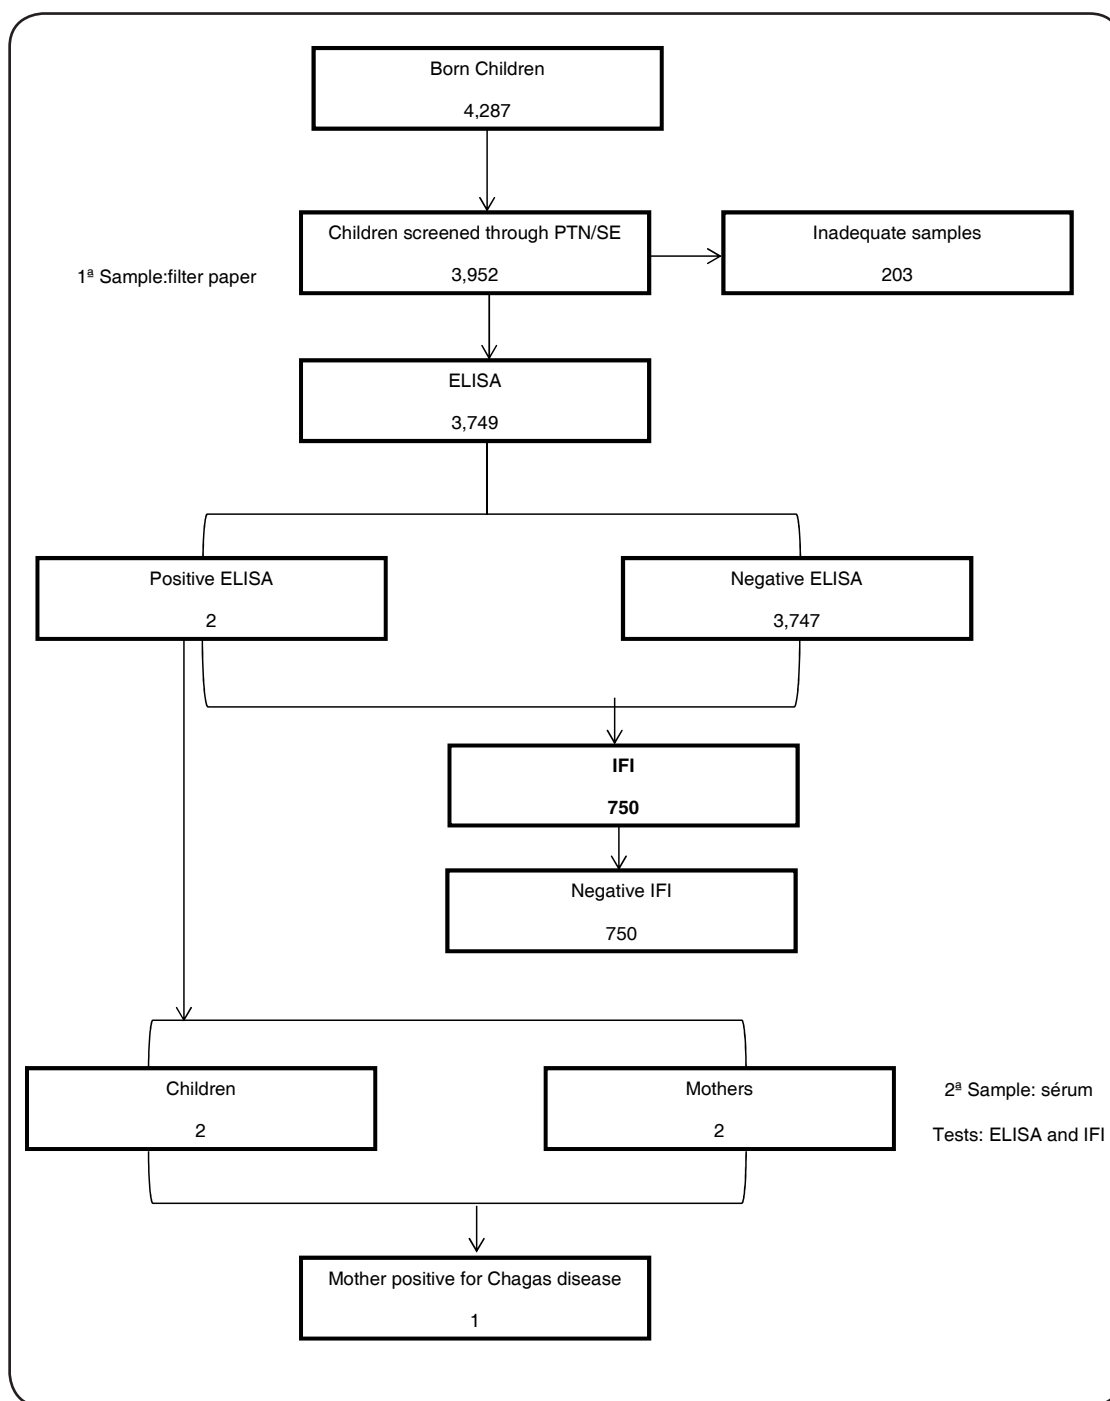 Born Children
4,287
Children screened through PTN/SE
3,952
Inadequate samples
203
1ª Sample:filter paper
ELISA
3,749
Positive ELISA
2
Negative ELISA
3,747
IFI
750
Negative IFI
750
Children
2
Mothers
2
2ª Sample: sérum
Tests: ELISA and IFI
Mother positive for Chagas disease
1